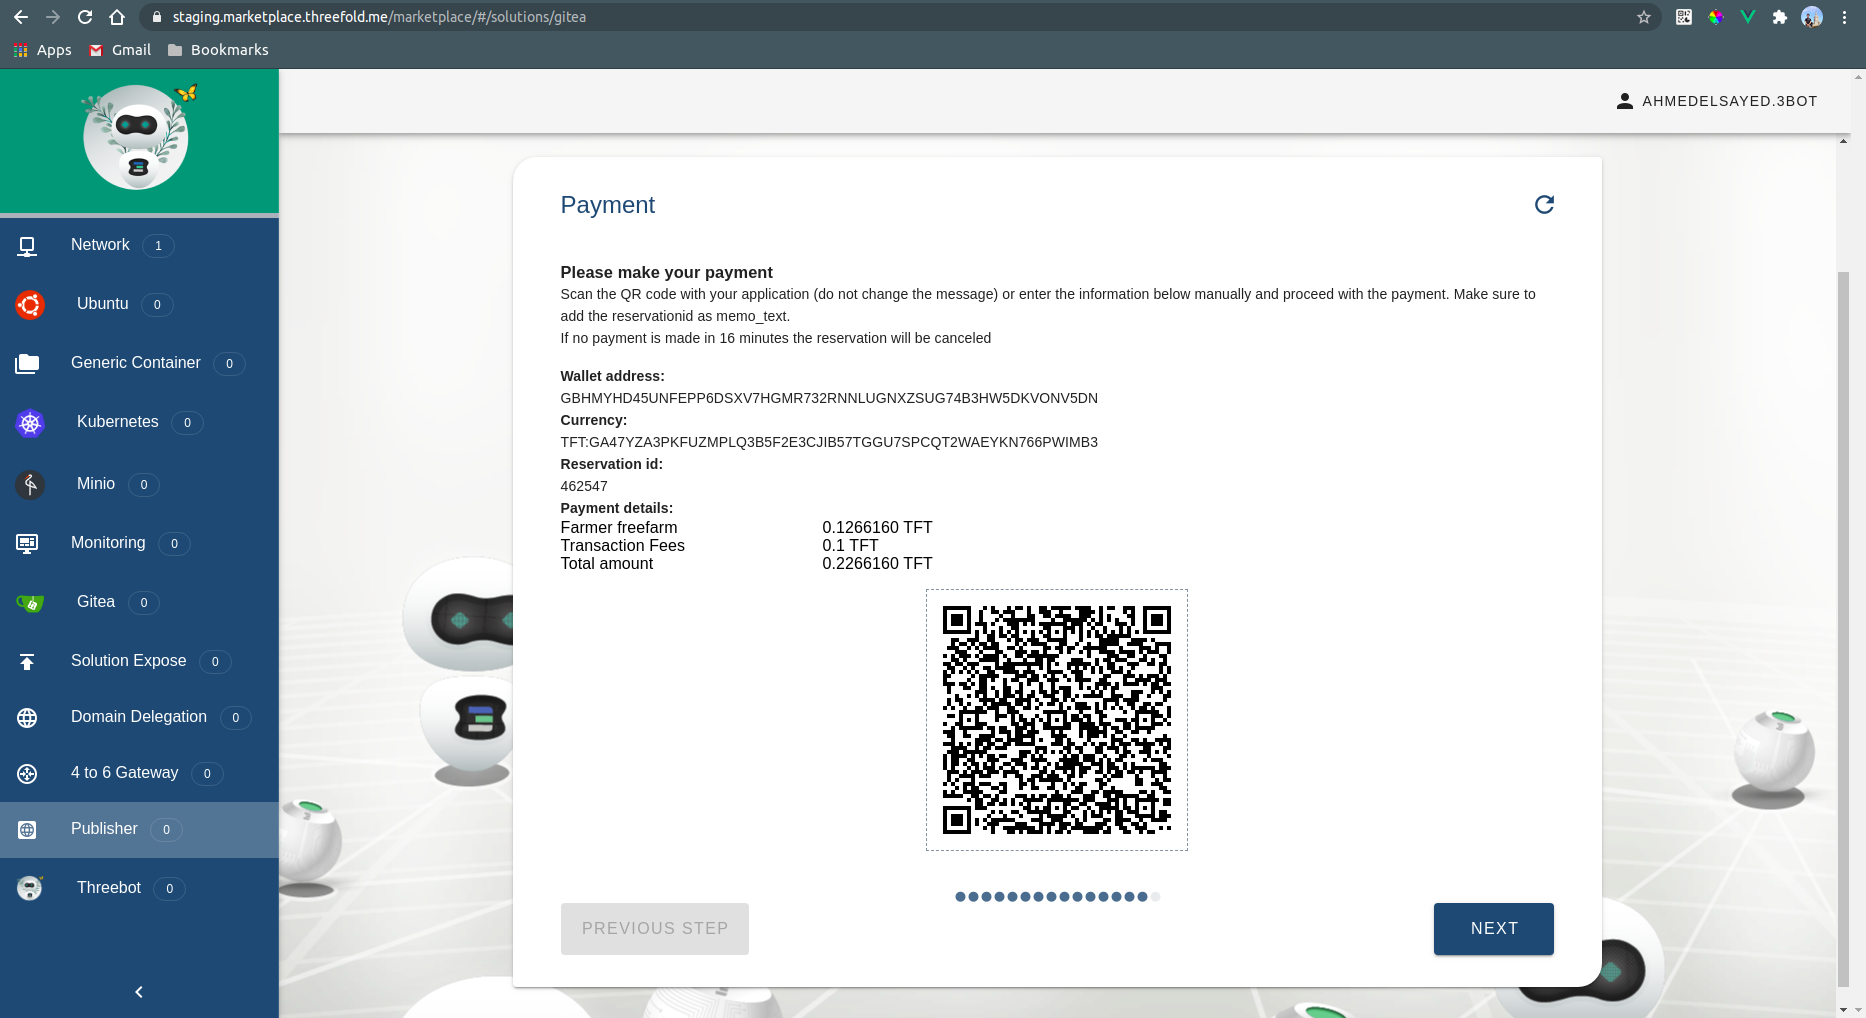 staging.marketplace.threefold.me/marketplace/#/solutions/gitea
Apps Gmail Bookmarks
AHMEDELSAYED.3BOT
Network 1
Ubuntu 0
Generic Container 0
Kubernetes 0
Minio 0
Monitoring 0
Gitea 0
Solution Expose 0
Domain Delegation 0
4 to 6 Gateway 0
Publisher 0
Threebot 0
Payment
Please make your payment
Scan the QR code with your application (do not change the message) or enter the information below manually and proceed with the payment. Make sure to
add the reservationid as memo_text.
If no payment is made in 16 minutes the reservation will be canceled
Wallet address:
GBHMYHD45UNFEPP6DSXV7HGMR732RNNLUGNXZSUG74B3HW5DKVONV5DN
Currency:
TFT:GA47YZA3PKFUZMPLQ3B5F2E3CJIB57TGGU7SPCQT2WAEYKN766PWIMB3
Reservation id:
462547
Payment details:
Farmer freefarm 0.1266160 TFT
Transaction Fees 0.1 TFT
Total amount 0.2266160 TFT
PREVIOUS STEP
NEXT